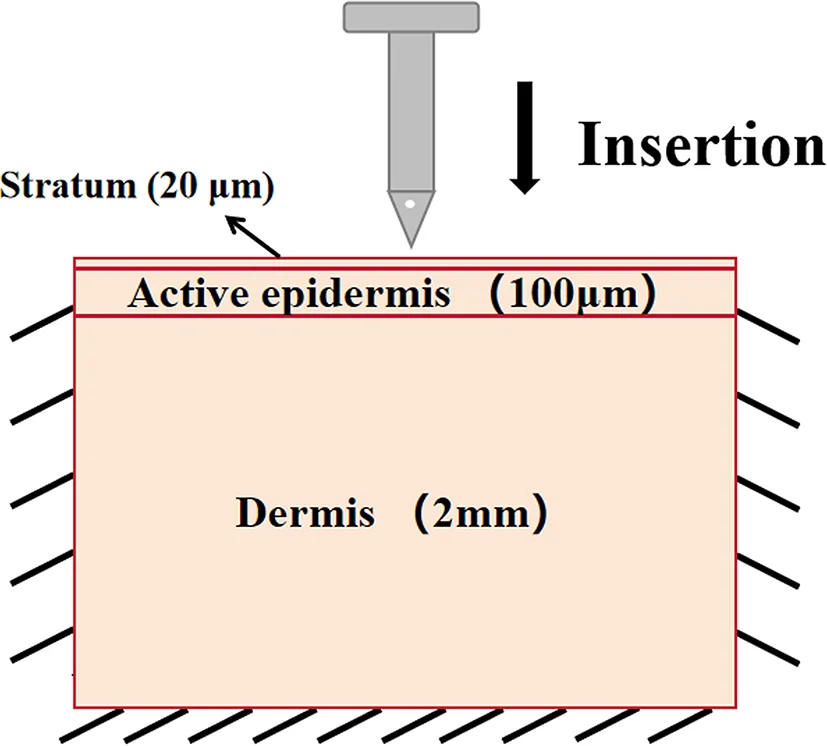 Insertion
Stratum (20 μm)
Active epidermis （100μm）
Dermis （2mm）